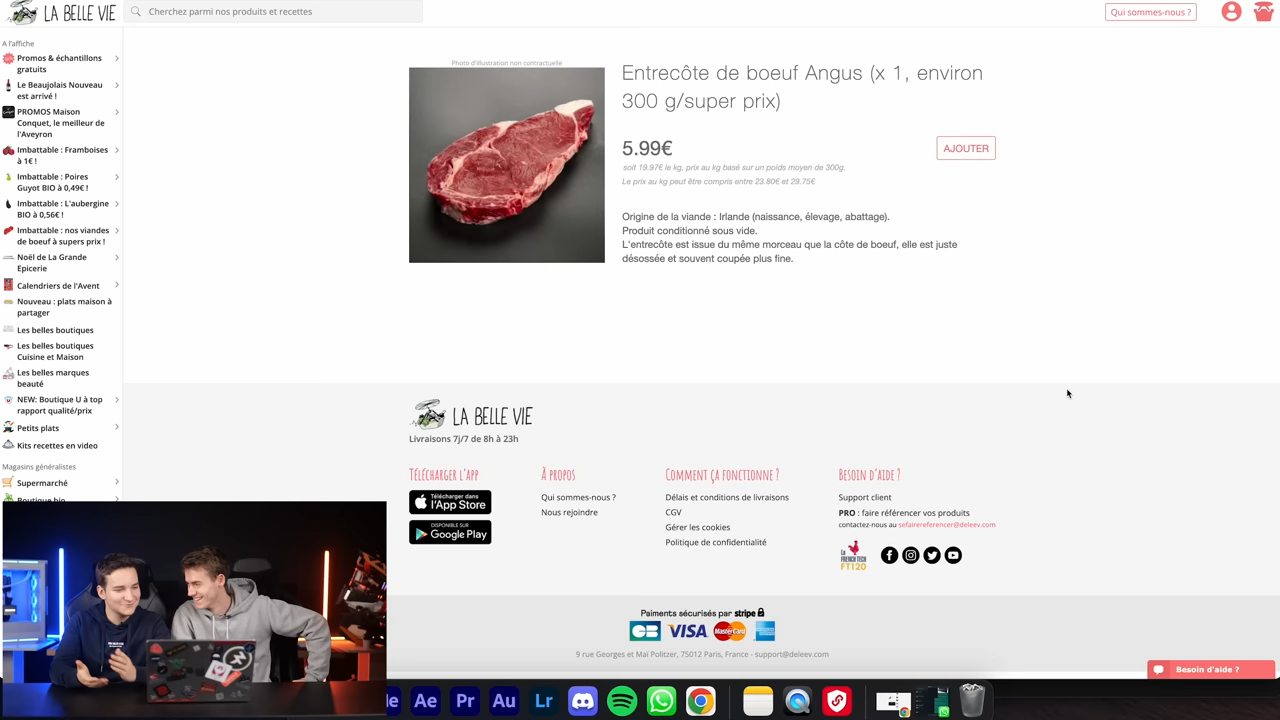 LA BELLE VIE
Cherchez parmi nos produits et recettes
Qui sommes-nous ?
A l'affiche
Promos & échantillons
gratuits
Le Beaujolais Nouveau
est arrivé !
PROMOS Maison
Conquet, le meilleur de
l'Aveyron
Imbattable : Framboises
à 1€ !
Imbattable : Poires
Guyot BIO à 0,49€ !
Imbattable : L'aubergine
BIO à 0,56€ !
Imbattable : nos viandes
de boeuf à supers prix !
Noël de La Grande
Epicerie
Calendriers de l'Avent
Nouveau : plats maison à
partager
Les belles boutiques
Les belles boutiques
Cuisine et Maison
Les belles marques
beauté
NEW: Boutique U à top
rapport qualité/prix
Petits plats
Kits recettes en video
Magasins généralistes
Supermarché
Boutique bio
Photo d'illustration non contractuelle
Entrecôte de boeuf Angus (x 1, environ
300 g/super prix)
5.99€
AJOUTER
soit 19.97€ le kg, prix au kg basé sur un poids moyen de 300g.
Le prix au kg peut être compris entre 23.80€ et 29.75€
Origine de la viande : Irlande (naissance, élevage, abattage).
Produit conditionné sous vide.
L'entrecôte est issue du même morceau que la côte de boeuf, elle est juste
désossée et souvent coupée plus fine.
LA BELLE VIE
Livraisons 7j/7 de 8h à 23h
Télécharger l'app
Télécharger dans
l'App Store
DISPONIBLE SUR
Google Play
À propos
Qui sommes-nous ?
Nous rejoindre
Comment ça fonctionne ?
Délais et conditions de livraisons
CGV
Gérer les cookies
Politique de confidentialité
Besoin d'aide ?
Support client
PRO : faire référencer vos produits
contactez-nous au sefairereferencer@deleev.com
La
FRENCH TECH
FT120
Paiements sécurisés par stripe
CB VISA MasterCard
9 rue Georges et Maï Politzer, 75012 Paris, France - support@deleev.com
Besoin d'aide ?
Ae Pr Au Lr